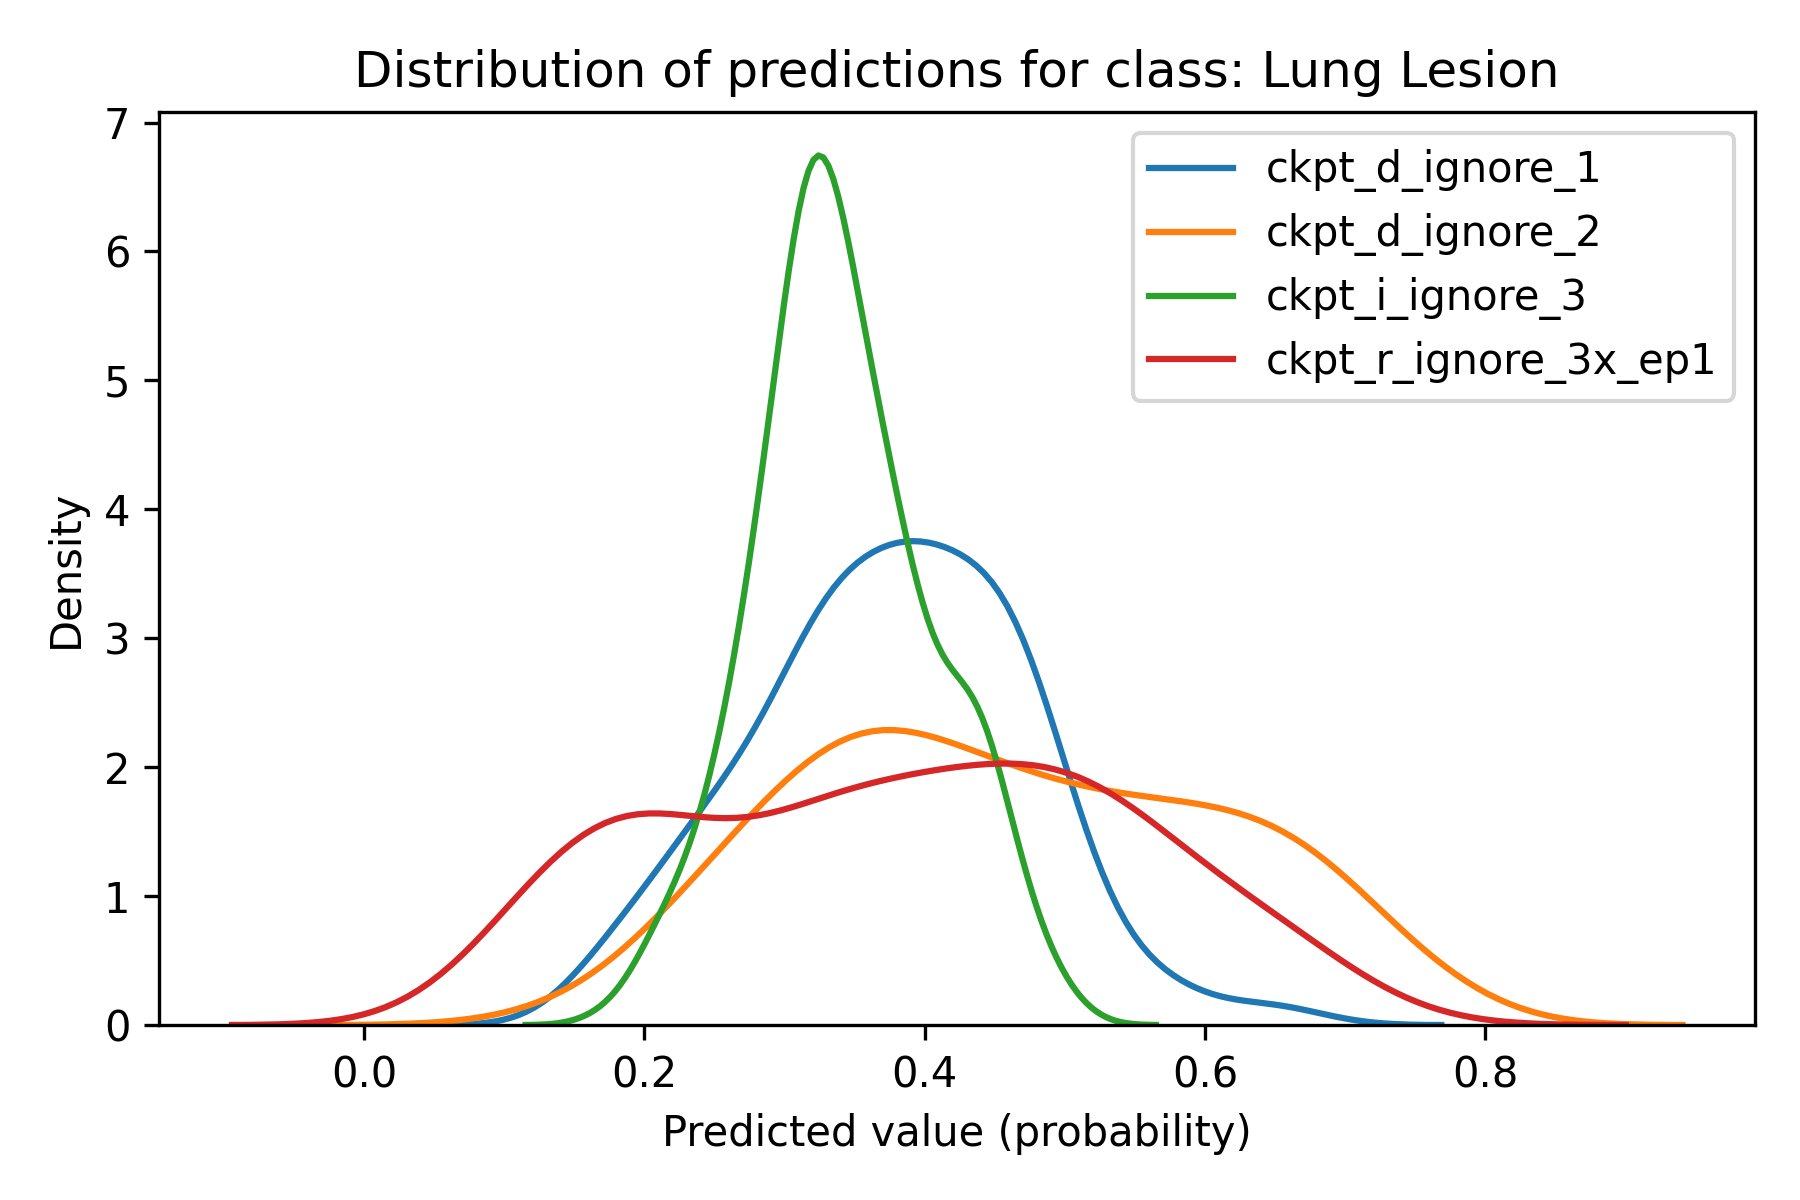 Distribution of predictions for class: Lung Lesion
7
6
5
4
3
2
1
0
Density
ckpt_d_ignore_1
ckpt_d_ignore_2
ckpt_i_ignore_3
ckpt_r_ignore_3x_ep1
0.0 0.2 0.4 0.6 0.8
Predicted value (probability)